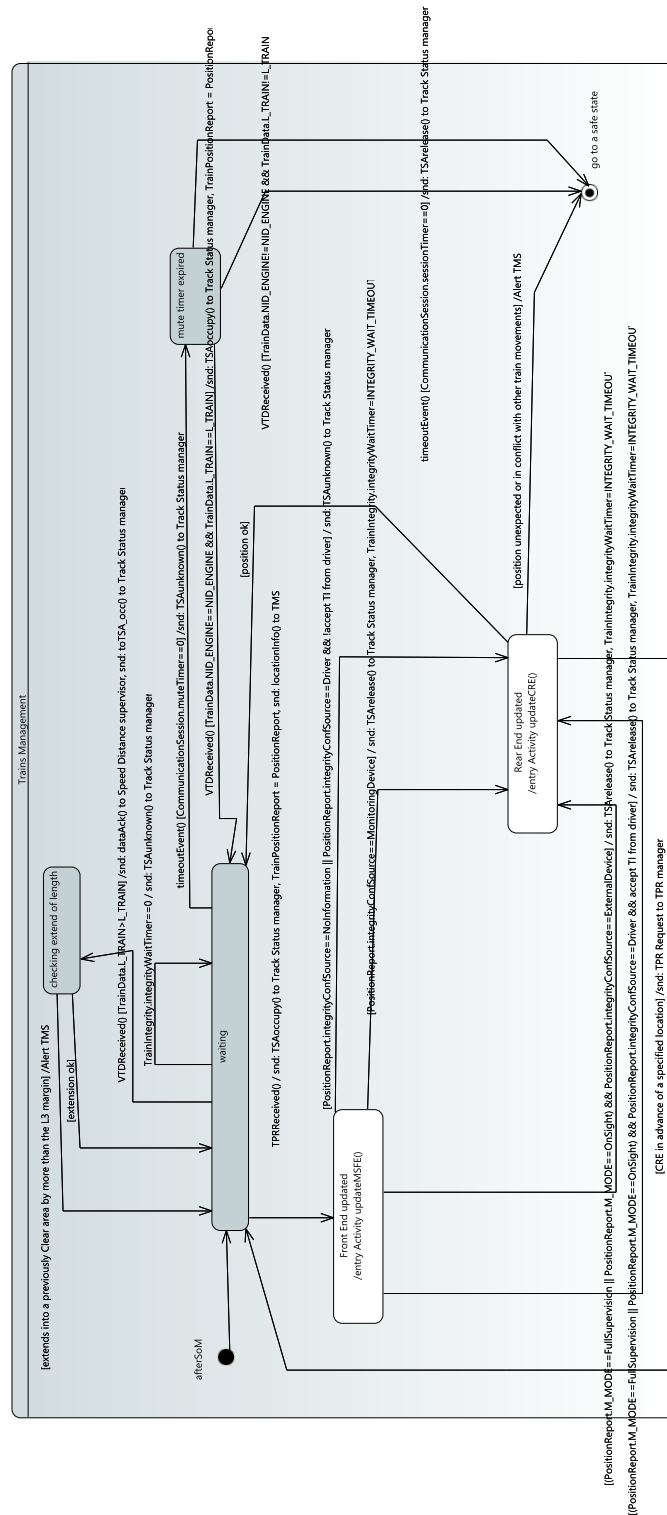 Trains Management
[extends into a previously Clear area by more than the L3 margin] /Alert TMS
checking extend of length
[extension ok]
VTDReceived() [TrainData.L_TRAIN>L_TRAIN] /snd: dataAck() to Speed Distance supervisor, snd: toTSA_occ() to Track Status manager
TrainIntegrity.integrityWaitTimer==0 / snd: TSAunknown() to Track Status manager
timeoutEvent() [CommunicationSession.muteTimer==0] /snd: TSAunknown() to Track Status manager
mute timer expired
afterSoM
VTDReceived() [TrainData.NID_ENGINE==NID_ENGINE && TrainData.L_TRAIN==L_TRAIN] /snd: TSAoccupy() to Track Status manager, TrainPositionReport = PositionRepo
waiting
[position ok]
VTDReceived() [TrainData.NID_ENGINE!=NID_ENGINE && TrainData.L_TRAIN!=L_TRAIN
TPRReceived() / snd: TSAoccupy() to Track Status manager, TrainPositionReport = PositionReport, snd: locationInfo() to TMS
[PositionReport.integrityConfSource==NoInformation || PositionReport.integrityConfSource==Driver && !accept TI from driver] / snd: TSAunknown() to Track Status manager
Front End updated
/entry Activity updateMSFE()
[PositionReport.integrityConfSource==MonitoringDevice] / snd: TSArelease() to Track Status manager, TrainIntegrity.integrityWaitTimer=INTEGRITY_WAIT_TIMEOU
timeoutEvent() [CommunicationSession.sessionTimer==0] /snd: TSArelease() to Track Status manager
[position unexpected or in conflict with other train movements] /Alert TMS
Rear End updated
/entry Activity updateCRE()
go to a safe state
[(PositionReport.M_MODE==FullSupervision || PositionReport.M_MODE==OnSight) && PositionReport.integrityConfSource==ExternalDevice] / snd: TSArelease() to Track Status manager, TrainIntegrity.integrityWaitTimer=INTEGRITY_WAIT_TIMEOU
[(PositionReport.M_MODE==FullSupervision || PositionReport.M_MODE==OnSight) && PositionReport.integrityConfSource==Driver && accept TI from driver] / snd: TSArelease() to Track Status manager, TrainIntegrity.integrityWaitTimer=INTEGRITY_WAIT_TIMEOU
[CRE in advance of a specified location] /snd: TPR Request to TPR manager